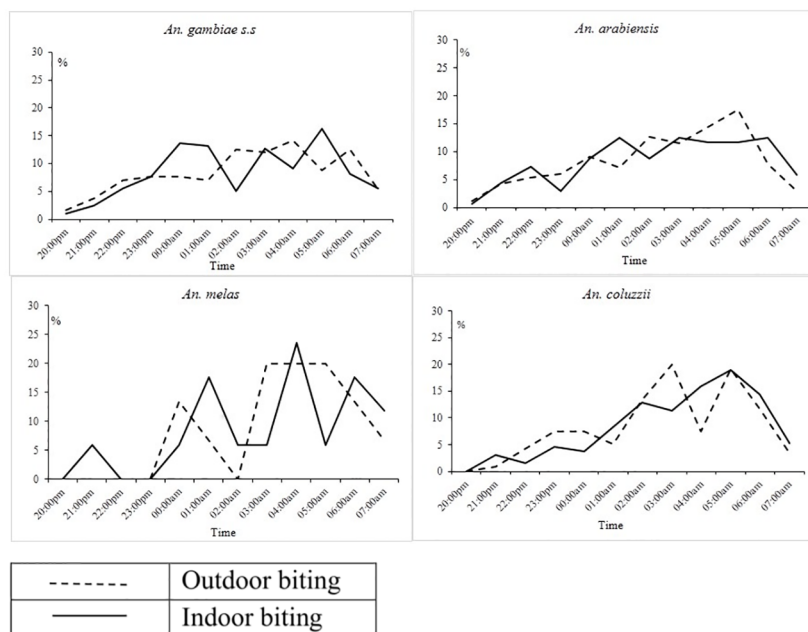 An. gambiae s.s
%
30
25
20
15
10
5
0
20:00pm
21:00pm
22:00pm
23:00pm
00:00am
01:00am
02:00am
03:00am
04:00am
05:00am
06:00am
07:00am
Time
An. arabiensis
%
30
25
20
15
10
5
0
20:00pm
21:00pm
22:00pm
23:00pm
00:00am
01:00am
02:00am
03:00am
04:00am
05:00am
06:00am
07:00am
Time
An. melas
%
30
25
20
15
10
5
0
20:00pm
21:00pm
22:00pm
23:00pm
00:00am
01:00am
02:00am
03:00am
04:00am
05:00am
06:00am
07:00am
Time
An. coluzzii
%
30
25
20
15
10
5
0
20:00pm
21:00pm
22:00pm
23:00pm
00:00am
01:00am
02:00am
03:00am
04:00am
05:00am
06:00am
07:00am
Time
Outdoor biting
Indoor biting